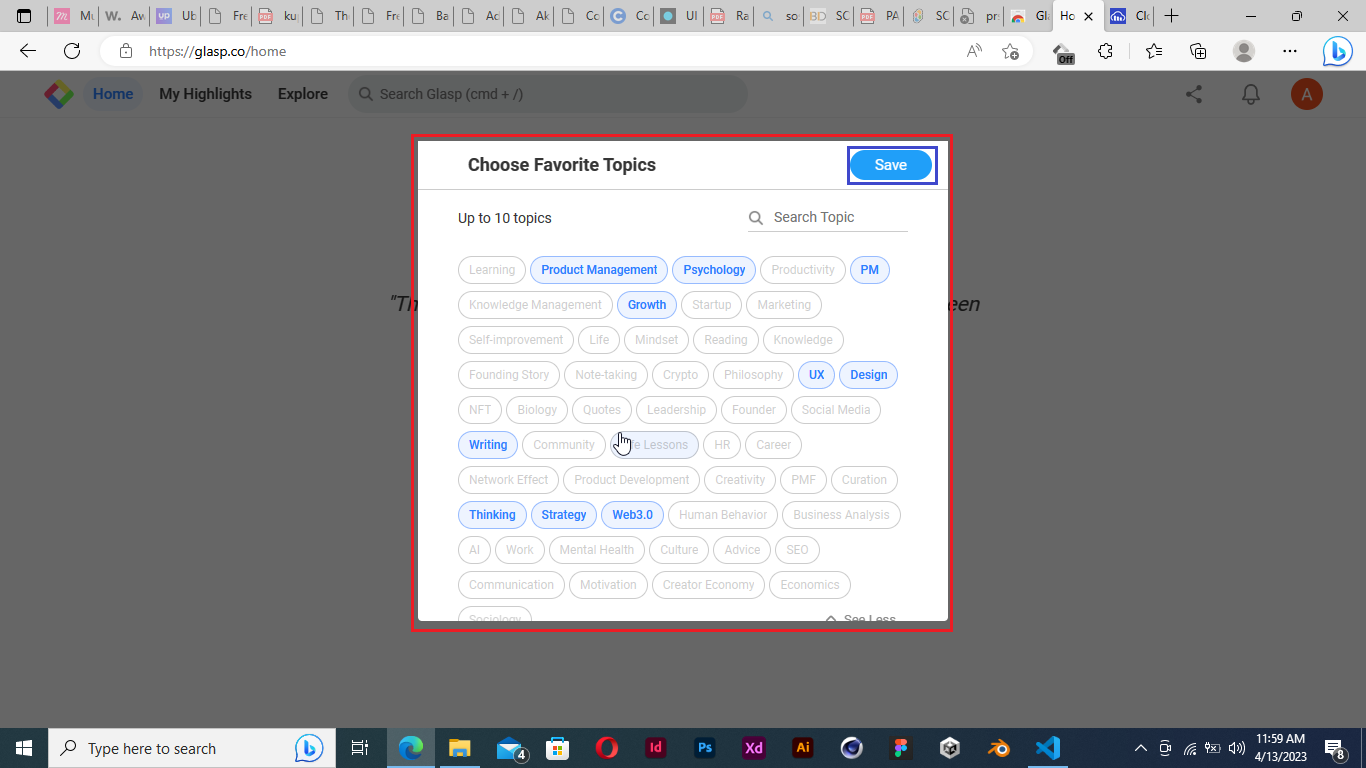 Mu Aw Ub Fre ku Th Fre Ba Ad Ak Co Co UI Ra so SC PA SC pr Gla Ho Clo
https://glasp.co/home
Off
Home My Highlights Explore Search Glasp (cmd + /) A
Choose Favorite Topics Save
Up to 10 topics Search Topic
Learning Product Management Psychology Productivity PM
Knowledge Management Growth Startup Marketing
"Th een
Self-improvement Life Mindset Reading Knowledge
Founding Story Note-taking Crypto Philosophy UX Design
NFT Biology Quotes Leadership Founder Social Media
Writing Community Lessons HR Career
Network Effect Product Development Creativity PMF Curation
Thinking Strategy Web3.0 Human Behavior Business Analysis
AI Work Mental Health Culture Advice SEO
Communication Motivation Creator Economy Economics
Sociology See Less
Type here to search 4 Id Ps Xd Ai 11:59 AM
4/13/2023 8